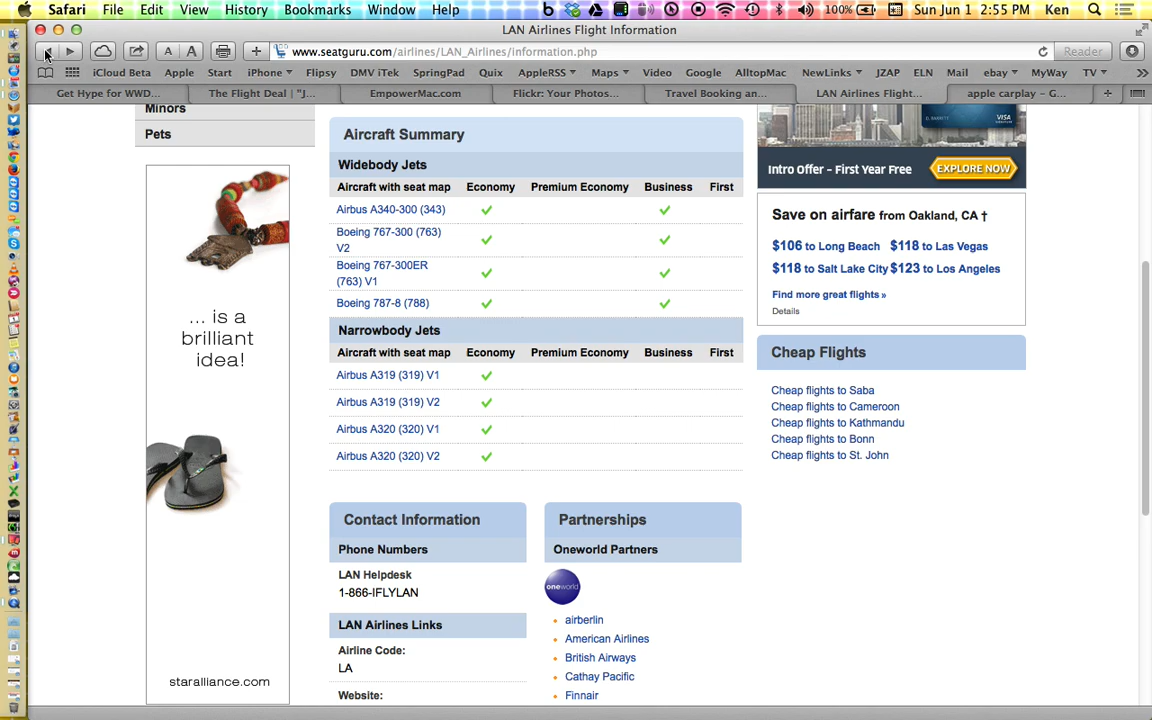 Safari File Edit View History Bookmarks Window Help 100% Sun Jun 1 2:55 PM Ken
LAN Airlines Flight Information
www.seatguru.com/airlines/LAN_Airlines/information.php Reader
iCloud Beta Apple Start iPhone Flipsy DMV iTek SpringPad Quix AppleRSS Maps Video Google AlltopMac NewLinks JZAP ELN Mail ebay MyWay TV
Get Hype for WWD... The Flight Deal | "J... EmpowerMac.com Flickr: Your Photos... Travel Booking an... LAN Airlines Flight... apple carplay - G...
Minors
Pets
... is a
brilliant
idea!
staralliance.com
Aircraft Summary
Widebody Jets
Aircraft with seat map Economy Premium Economy Business First
Airbus A340-300 (343)
Boeing 767-300 (763)
V2
Boeing 767-300ER
(763) V1
Boeing 787-8 (788)
Narrowbody Jets
Aircraft with seat map Economy Premium Economy Business First
Airbus A319 (319) V1
Airbus A319 (319) V2
Airbus A320 (320) V1
Airbus A320 (320) V2
Contact Information
Phone Numbers
LAN Helpdesk
1-866-IFLYLAN
LAN Airlines Links
Airline Code:
LA
Website:
Partnerships
Oneworld Partners
oneworld
airberlin
American Airlines
British Airways
Cathay Pacific
Finnair
VISA
Intro Offer – First Year Free EXPLORE NOW
Save on airfare from Oakland, CA †
$106 to Long Beach $118 to Las Vegas
$118 to Salt Lake City $123 to Los Angeles
Find more great flights »
Details
Cheap Flights
Cheap flights to Saba
Cheap flights to Cameroon
Cheap flights to Kathmandu
Cheap flights to Bonn
Cheap flights to St. John